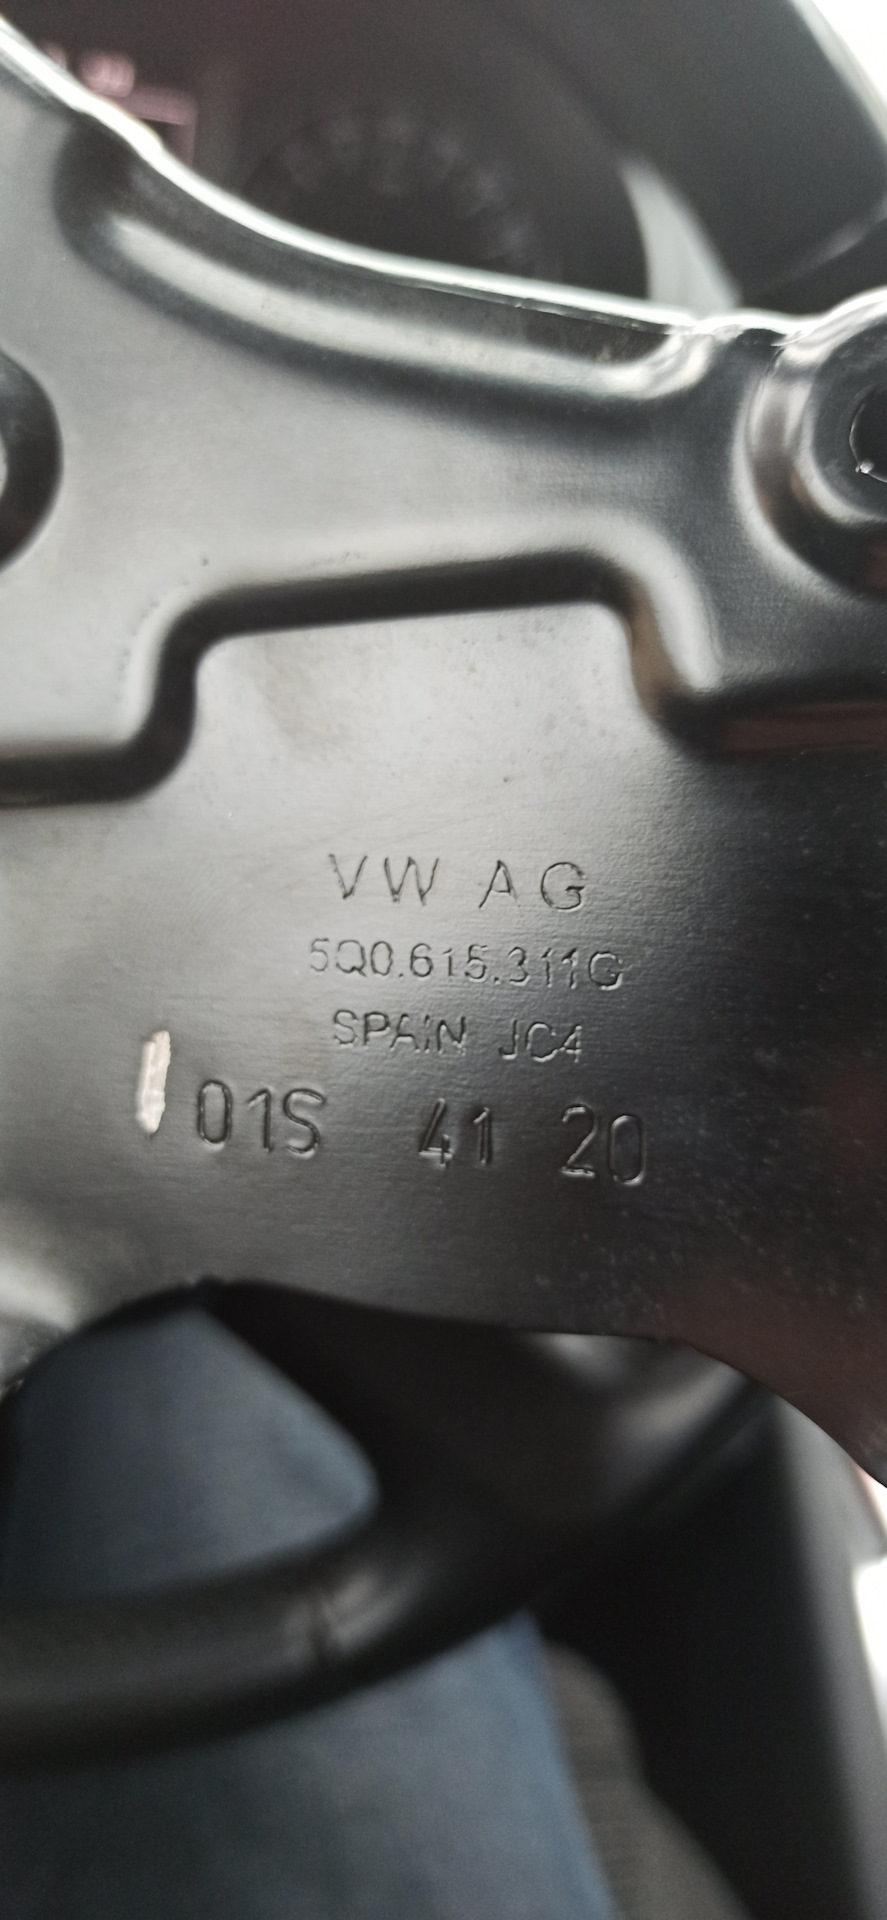 VW AG
5Q0.615.311G
SPAIN JC4
01S 41 20